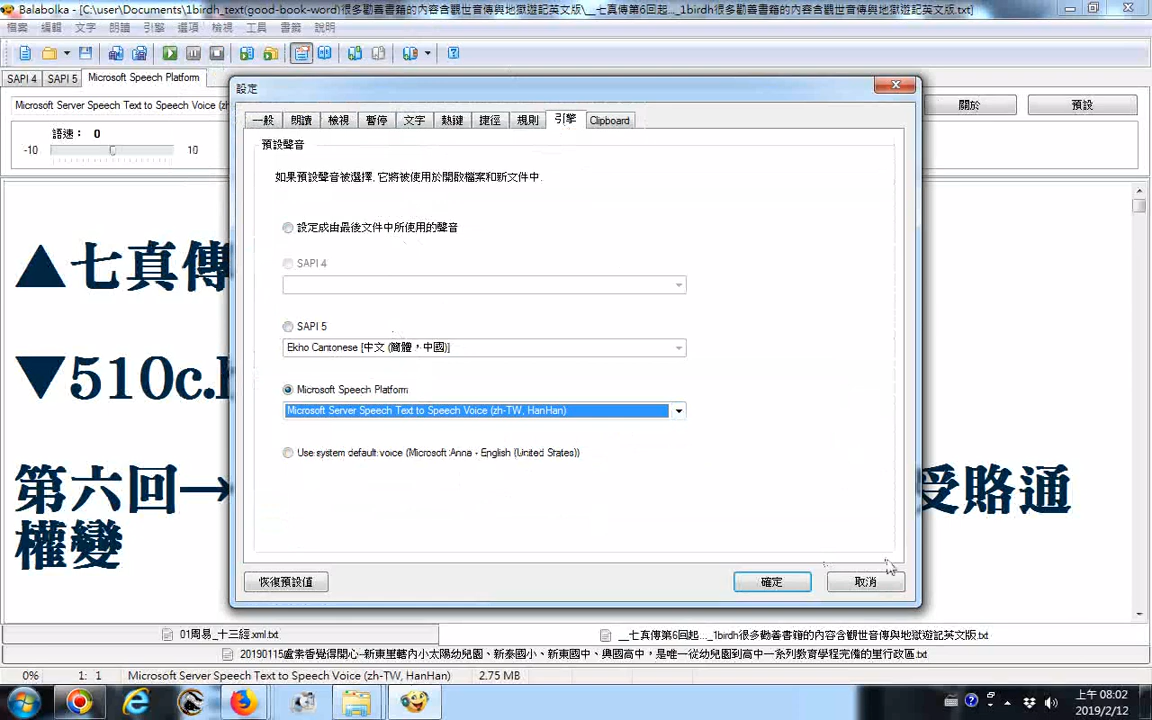 Balabolka - [C:\user\Documents\1birdh_text(good-book-word)很多勸善書籍的內容含觀世音傳與地獄遊記英文版\__七真傳第6回起..._1birdh很多勸善書籍的內容含觀世音傳與地獄遊記英文版.txt]
檔案 編輯 文字 朗讀 引擎 選項 檢視 工具 書籤 說明
SAPI 4 SAPI 5 Microsoft Speech Platform
Microsoft Server Speech Text to Speech Voice (zh
關於 預設
語速： 0
-10 10
設定
一般 朗讀 檢視 暫停 文字 熱鍵 捷徑 規則 引擎 Clipboard
預設聲音
如果預設聲音被選擇, 它將被使用於開啟檔案和新文件中.
設定成由最後文件中所使用的聲音
SAPI 4
SAPI 5
Ekho Cantonese [中文 (簡體，中國)]
Microsoft Speech Platform
Microsoft Server Speech Text to Speech Voice (zh-TW, HanHan)
Use system default voice (Microsoft Anna - English (United States))
恢復預設值 確定 取消
▲七真傳
▼510c.h
第六回→ 受賂通
權變
01周易_十三經.xml.txt
__七真傳第6回起..._1birdh很多勸善書籍的內容含觀世音傳與地獄遊記英文版.txt
20190115盧素香覺得開心--新東里轄內小太陽幼兒園、新泰國小、新東國中、興國高中，是唯一從幼兒園到高中一系列教育學程完備的里行政區.txt
0% 1: 1 Microsoft Server Speech Text to Speech Voice (zh-TW, HanHan) 2.75 MB
上午 08:02
2019/2/12